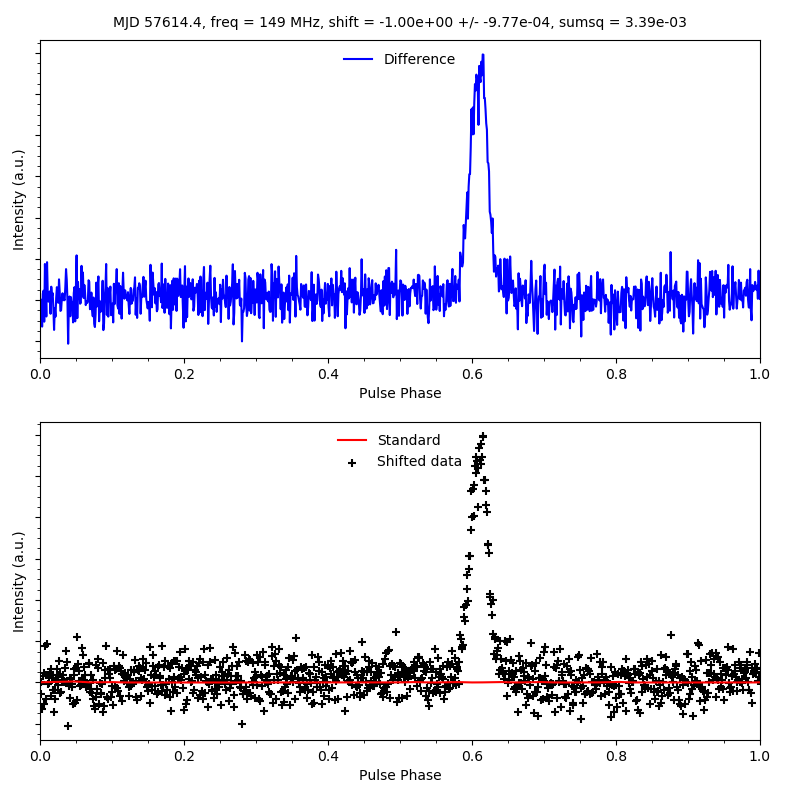 MJD 57614.4, freq = 149 MHz, shift = -1.00e+00 +/- -9.77e-04, sumsq = 3.39e-03
Intensity (a.u.)
Difference
0.0 0.2 0.4 0.6 0.8 1.0
Pulse Phase
Intensity (a.u.)
Standard
Shifted data
0.0 0.2 0.4 0.6 0.8 1.0
Pulse Phase